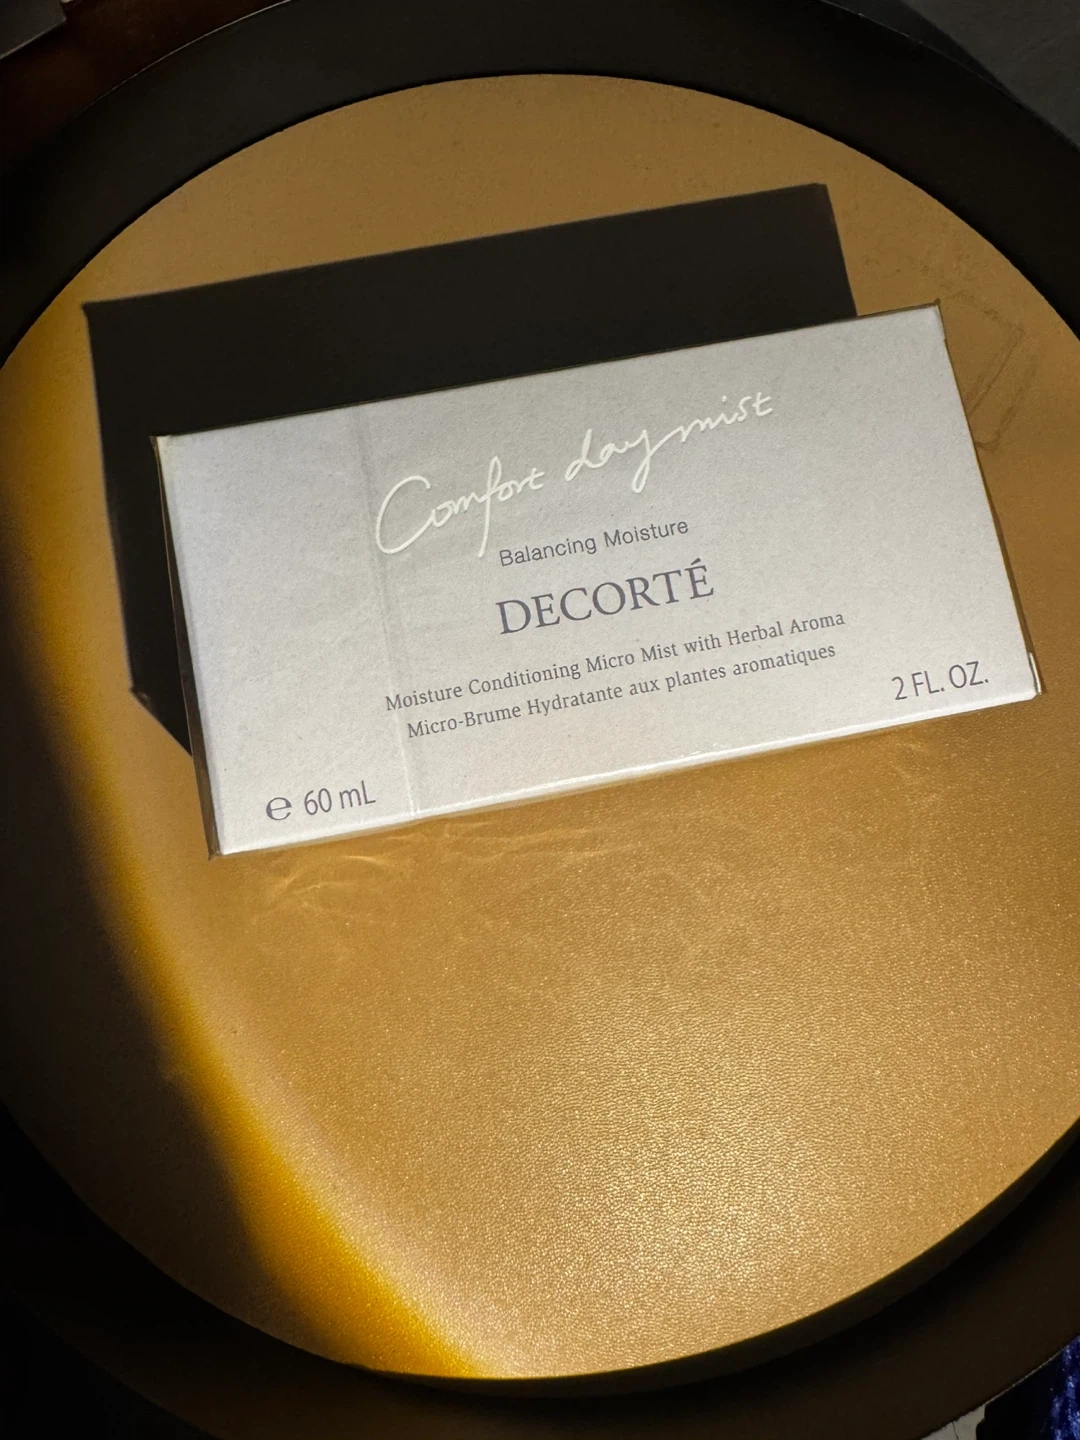 Comfort day mist
Balancing Moisture
DECORTÉ
Moisture Conditioning Micro Mist with Herbal Aroma
Micro-Brume Hydratante aux plantes aromatiques
℮ 60 mL
2 FL. OZ.